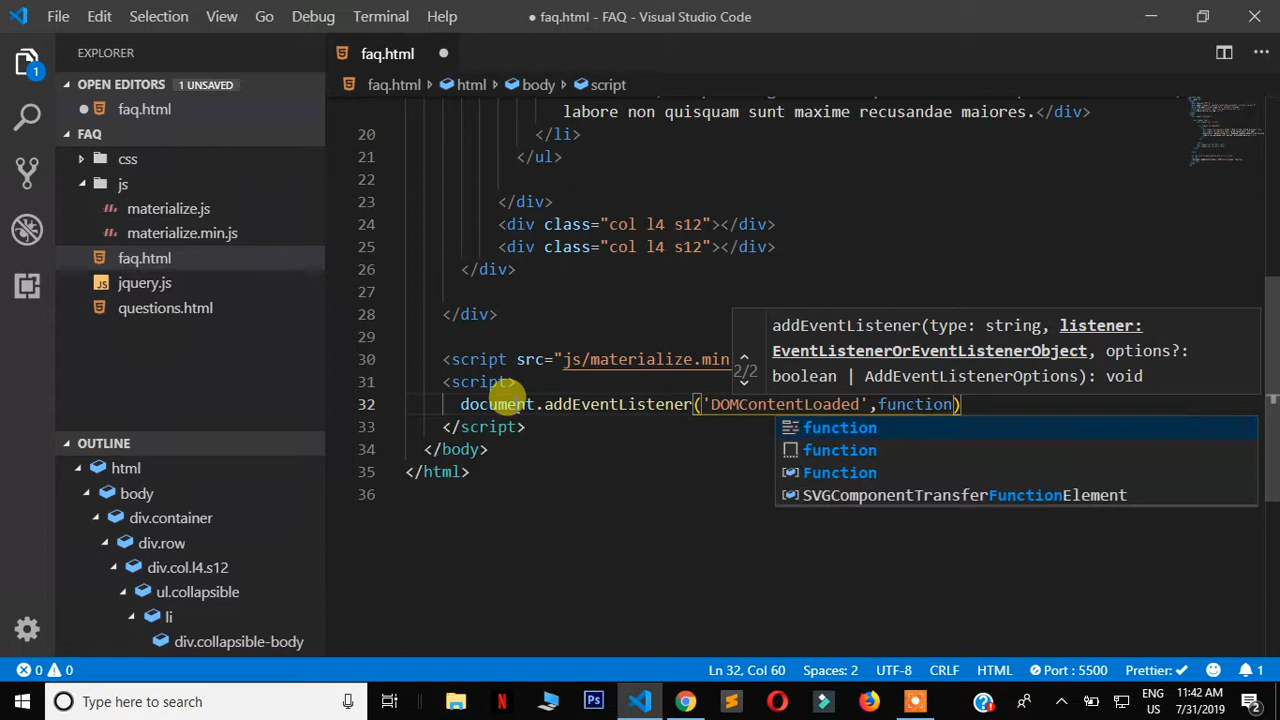 File Edit Selection View Go Debug Terminal Help
● faq.html - FAQ - Visual Studio Code
EXPLORER
OPEN EDITORS 1 UNSAVED
faq.html
FAQ
css
js
materialize.js
materialize.min.js
faq.html
jquery.js
questions.html
OUTLINE
html
body
div.container
div.row
div.col.l4.s12
ul.collapsible
li
div.collapsible-body
1
faq.html ●
faq.html > html > body > script
labore non quisquam sunt maxime recusandae maiores.</div>
20 </li>
21 </ul>
22
23 </div>
24 <div class="col l4 s12"></div>
25 <div class="col l4 s12"></div>
26 </div>
27
28 </div>
29
30 <script src="js/materialize.min
31 <script>
32 document.addEventListener('DOMContentLoaded',function)
33 </script>
34 </body>
35 </html>
36
2/2
addEventListener(type: string, listener:
EventListenerOrEventListenerObject, options?:
boolean | AddEventListenerOptions): void
function
function
Function
SVGComponentTransferFunctionElement
0 0 Ln 32, Col 60 Spaces: 2 UTF-8 CRLF HTML Port : 5500 Prettier: ✓ 1
Type here to search
N
Ps
ENG
IN
11:42 AM
7/31/2019
2